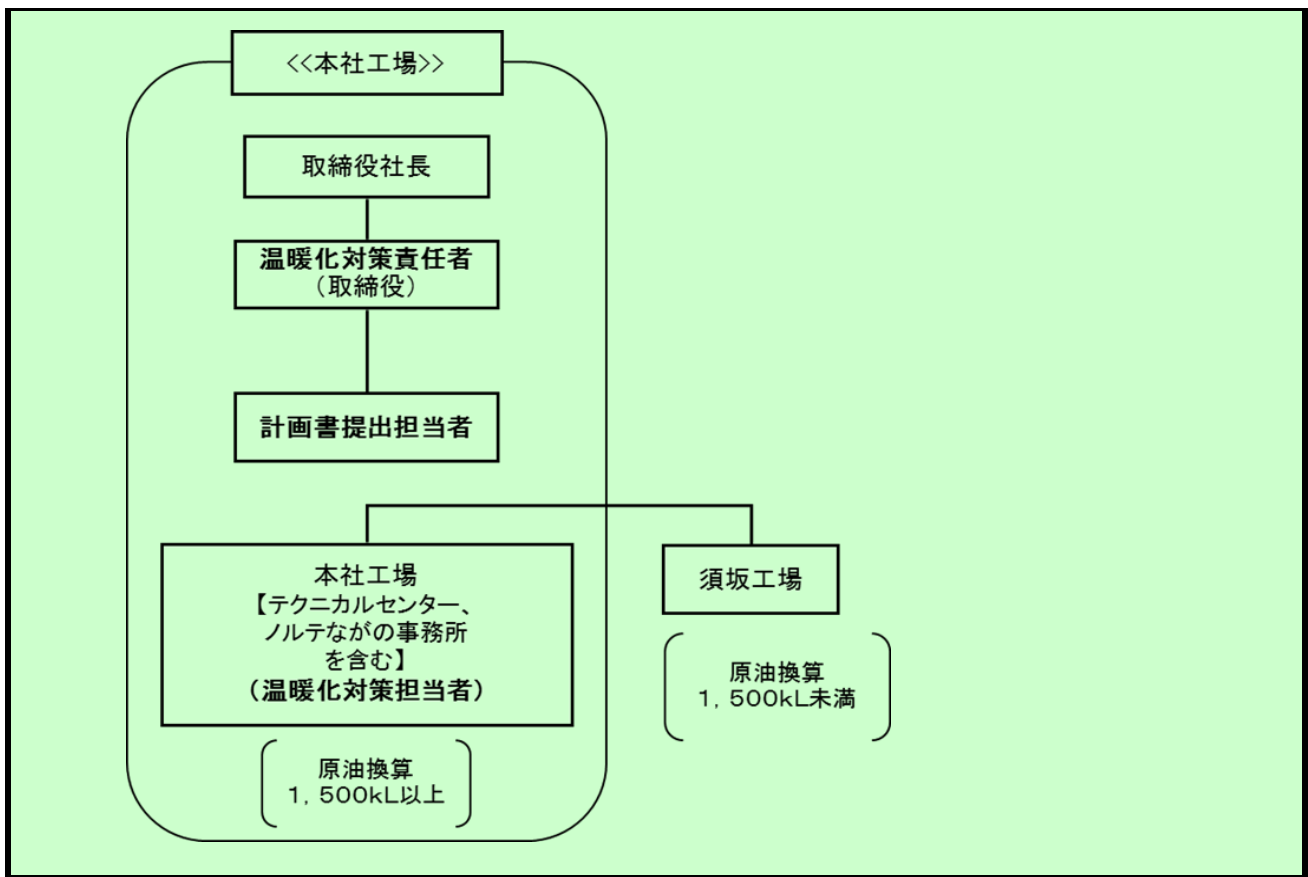 <<本社工場>>
取締役社長
温暖化対策責任者
（取締役）
計画書提出担当者
本社工場
【テクニカルセンター、
ノルテながの事務所
を含む】
（温暖化対策担当者）
原油換算
１，５００ｋＬ以上
須坂工場
原油換算
１，５００ｋＬ未満